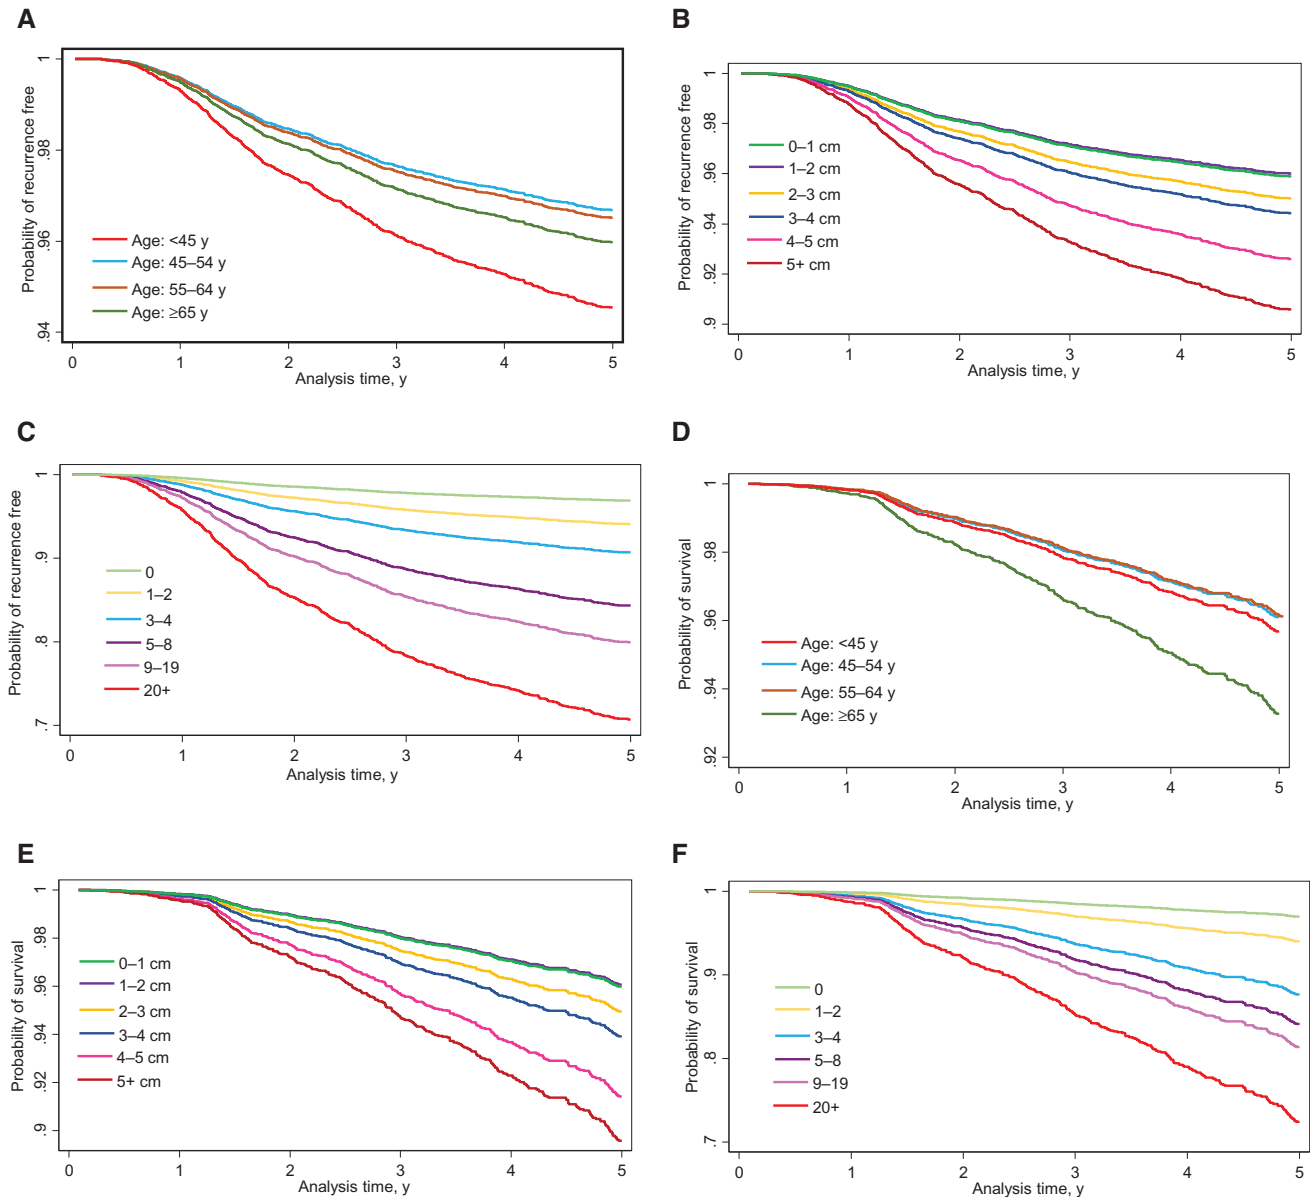 A
Probability of recurrence free
1
.98
.96
.94
Age: <45 y
Age: 45–54 y
Age: 55–64 y
Age: ≥65 y
0 1 2 3 4 5
Analysis time, y
B
Probability of recurrence free
1
.98
.96
.94
.92
.9
0–1 cm
1–2 cm
2–3 cm
3–4 cm
4–5 cm
5+ cm
0 1 2 3 4 5
Analysis time, y
C
Probability of recurrence free
1
.9
.8
.7
0
1–2
3–4
5–8
9–19
20+
0 1 2 3 4 5
Analysis time, y
D
Probability of survival
1
.98
.96
.94
.92
Age: <45 y
Age: 45–54 y
Age: 55–64 y
Age: ≥65 y
0 1 2 3 4 5
Analysis time, y
E
Probability of survival
1
.98
.96
.94
.92
.9
0–1 cm
1–2 cm
2–3 cm
3–4 cm
4–5 cm
5+ cm
0 1 2 3 4 5
Analysis time, y
F
Probability of survival
1
.9
.8
.7
0
1–2
3–4
5–8
9–19
20+
0 1 2 3 4 5
Analysis time, y